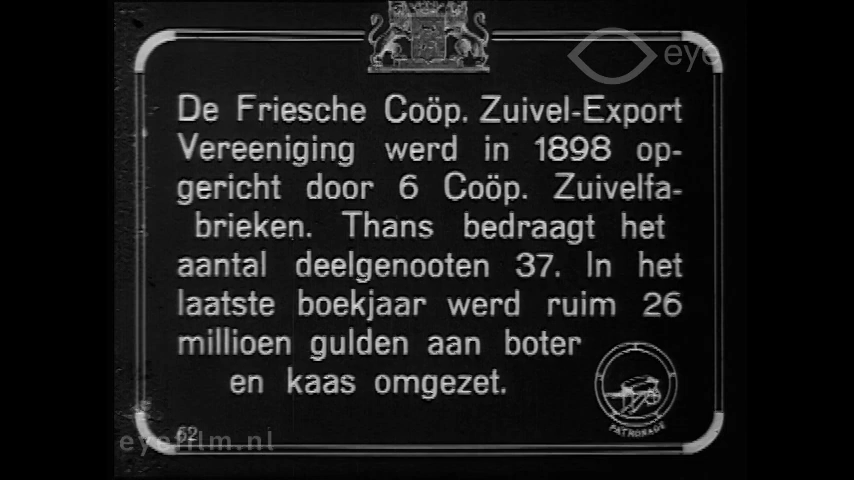 eye
De Friesche Coöp. Zuivel-Export
Vereeniging werd in 1898 op-
gericht door 6 Coöp. Zuivelfa-
brieken. Thans bedraagt het
aantal deelgenooten 37. In het
laatste boekjaar werd ruim 26
millioen gulden aan boter
en kaas omgezet.
PATRONAGE
62
eyefilm.nl